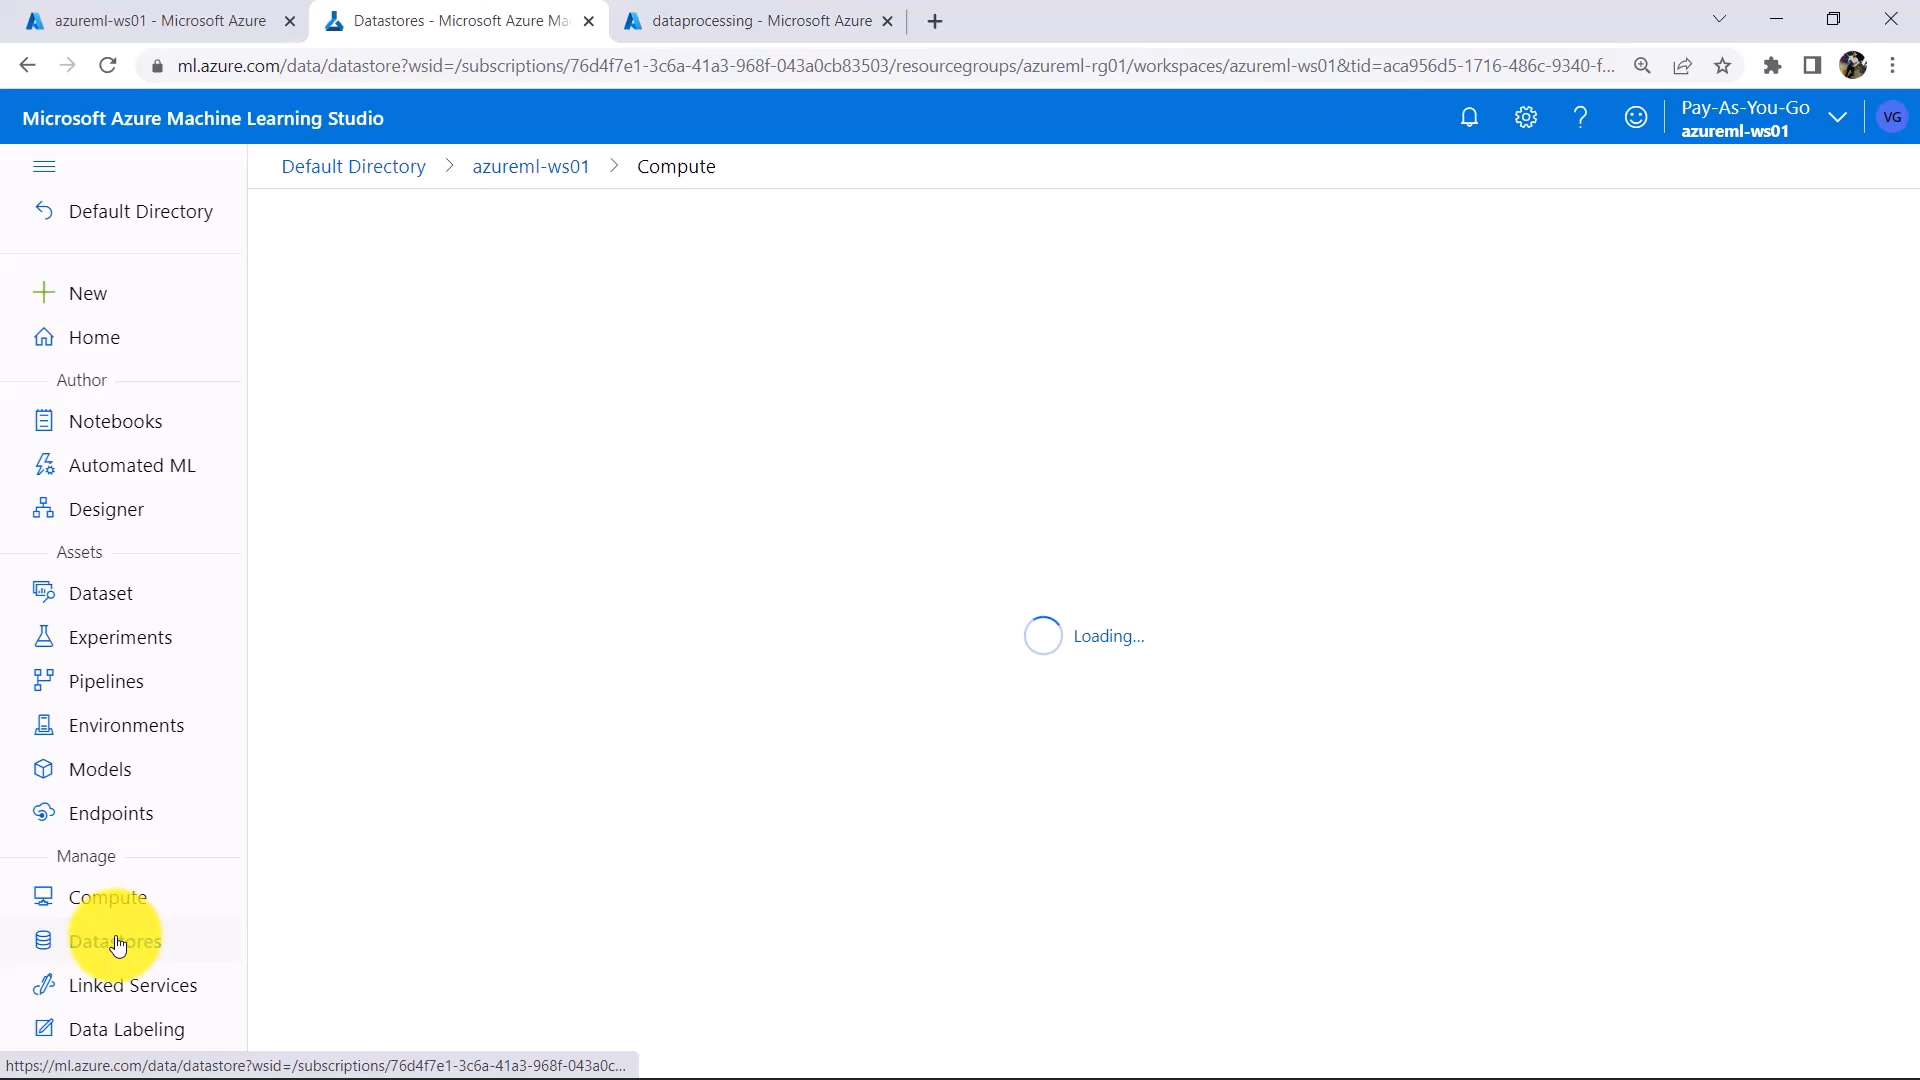 azureml-ws01 - Microsoft Azure
Datastores - Microsoft Azure Ma
dataprocessing - Microsoft Azure
ml.azure.com/data/datastore?wsid=/subscriptions/76d4f7e1-3c6a-41a3-968f-043a0cb83503/resourcegroups/azureml-rg01/workspaces/azureml-ws01&tid=aca956d5-1716-486c-9340-f...
Microsoft Azure Machine Learning Studio
Pay-As-You-Go
azureml-ws01
VG
Default Directory > azureml-ws01 > Compute
Default Directory
New
Home
Author
Notebooks
Automated ML
Designer
Assets
Dataset
Experiments
Pipelines
Environments
Models
Endpoints
Manage
Compute
Datastores
Linked Services
Data Labeling
Loading...
https://ml.azure.com/data/datastore?wsid=/subscriptions/76d4f7e1-3c6a-41a3-968f-043a0c...